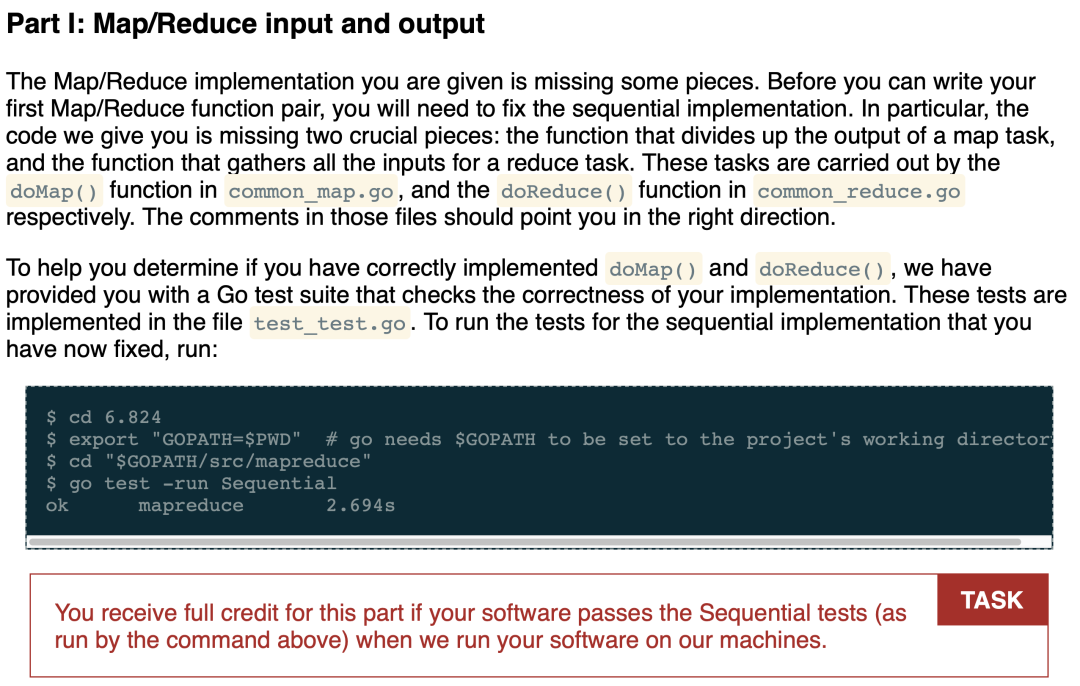 Part I: Map/Reduce input and output
The Map/Reduce implementation you are given is missing some pieces. Before you can write your
first Map/Reduce function pair, you will need to fix the sequential implementation. In particular, the
code we give you is missing two crucial pieces: the function that divides up the output of a map task,
and the function that gathers all the inputs for a reduce task. These tasks are carried out by the
doMap() function in common_map.go, and the doReduce() function in common_reduce.go
respectively. The comments in those files should point you in the right direction.
To help you determine if you have correctly implemented doMap() and doReduce(), we have
provided you with a Go test suite that checks the correctness of your implementation. These tests are
implemented in the file test_test.go. To run the tests for the sequential implementation that you
have now fixed, run:
$ cd 6.824
$ export "GOPATH=$PWD"  # go needs $GOPATH to be set to the project's working director
$ cd "$GOPATH/src/mapreduce"
$ go test -run Sequential
ok      mapreduce       2.694s
TASK
You receive full credit for this part if your software passes the Sequential tests (as
run by the command above) when we run your software on our machines.